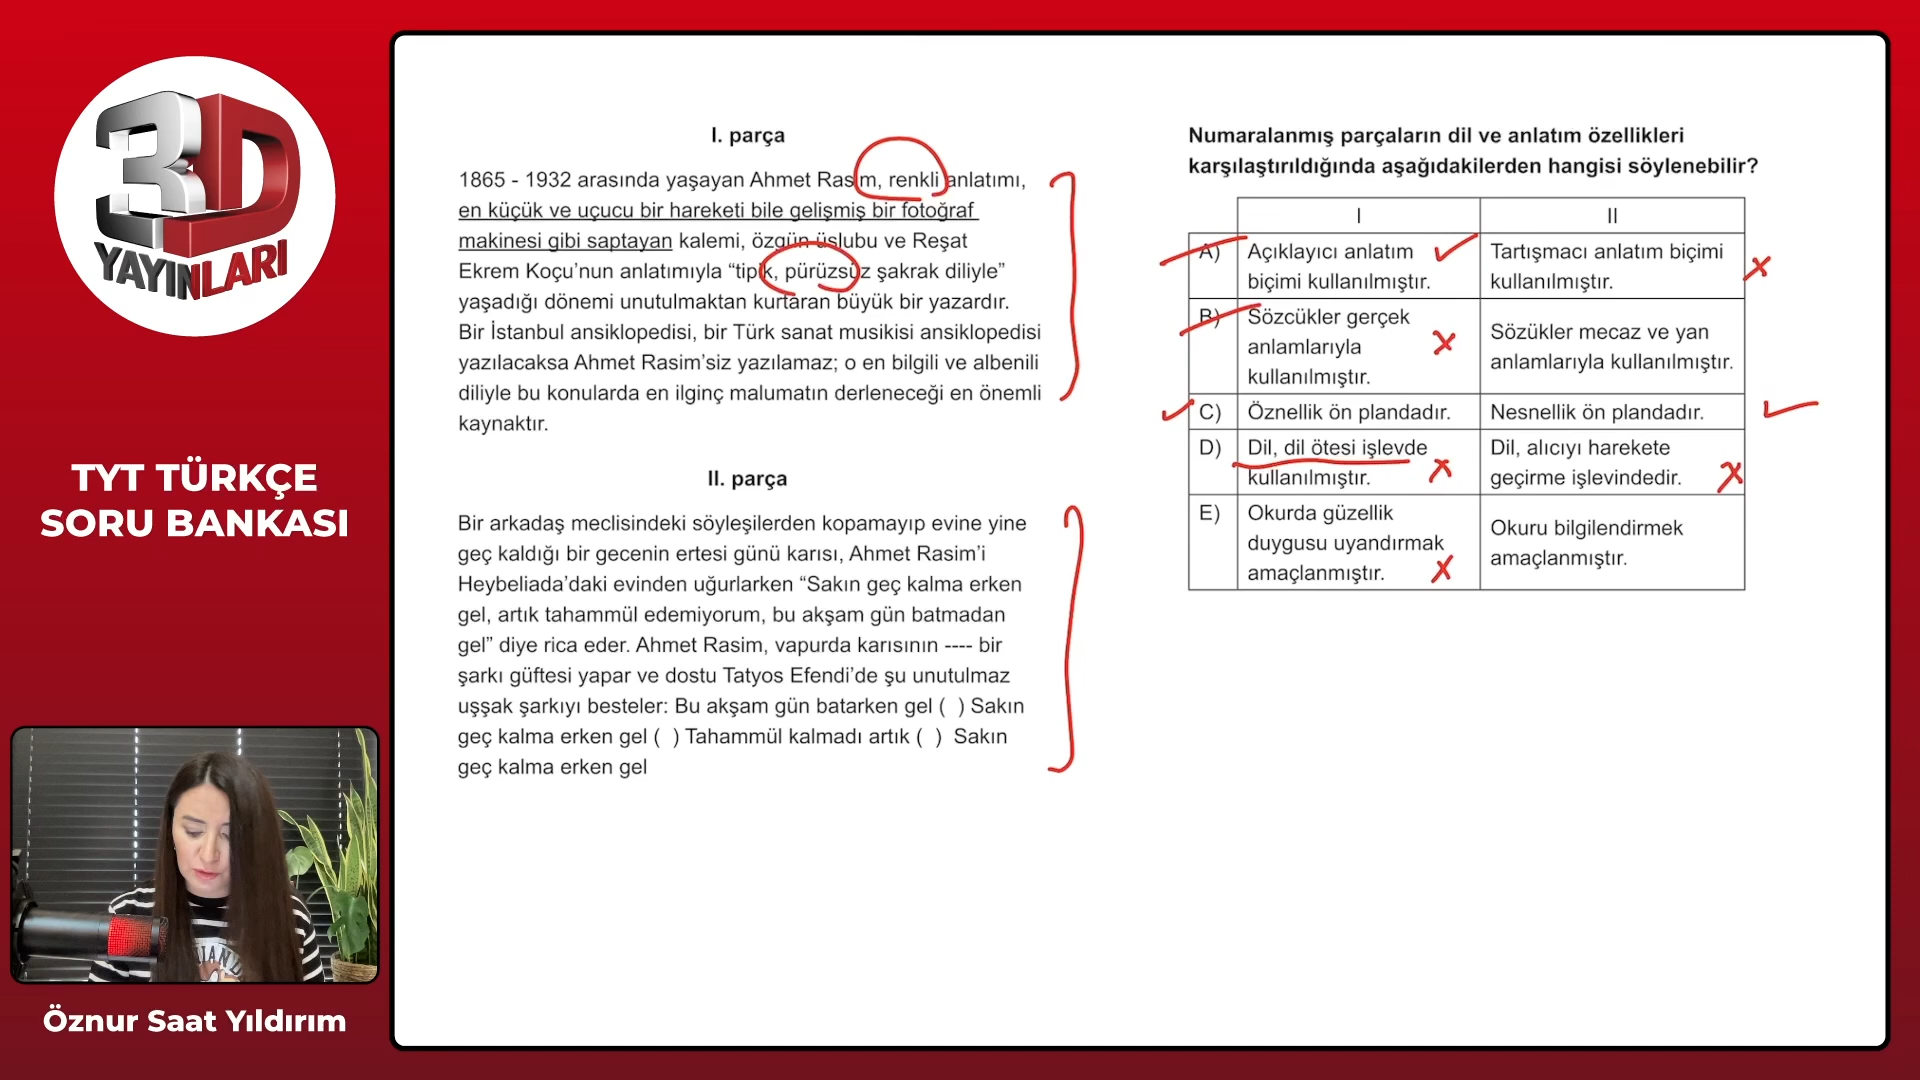 3D
YAYINLARI
TYT TÜRKÇE
SORU BANKASI
Öznur Saat Yıldırım
I. parça
1865 - 1932 arasında yaşayan Ahmet Rasim, renkli anlatımı,
en küçük ve uçucu bir hareketi bile gelişmiş bir fotoğraf
makinesi gibi saptayan kalemi, özgün üslubu ve Reşat
Ekrem Koçu’nun anlatımıyla “tipik, pürüzsüz şakrak diliyle”
yaşadığı dönemi unutulmaktan kurtaran büyük bir yazardır.
Bir İstanbul ansiklopedisi, bir Türk sanat musikisi ansiklopedisi
yazılacaksa Ahmet Rasim’siz yazılamaz; o en bilgili ve albenili
diliyle bu konularda en ilginç malumatın derleneceği en önemli
kaynaktır.
II. parça
Bir arkadaş meclisindeki söyleşilerden kopamayıp evine yine
geç kaldığı bir gecenin ertesi günü karısı, Ahmet Rasim’i
Heybeliada’daki evinden uğurlarken “Sakın geç kalma erken
gel, artık tahammül edemiyorum, bu akşam gün batmadan
gel” diye rica eder. Ahmet Rasim, vapurda karısının ---- bir
şarkı güftesi yapar ve dostu Tatyos Efendi’de şu unutulmaz
uşşak şarkıyı besteler: Bu akşam gün batarken gel ( ) Sakın
geç kalma erken gel ( ) Tahammül kalmadı artık ( ) Sakın
geç kalma erken gel
Numaralanmış parçaların dil ve anlatım özellikleri
karşılaştırıldığında aşağıdakilerden hangisi söylenebilir?
I II
A) Açıklayıcı anlatım biçimi kullanılmıştır. Tartışmacı anlatım biçimi kullanılmıştır.
B) Sözcükler gerçek anlamlarıyla kullanılmıştır. Sözükler mecaz ve yan anlamlarıyla kullanılmıştır.
C) Öznellik ön plandadır. Nesnellik ön plandadır.
D) Dil, dil ötesi işlevde kullanılmıştır. Dil, alıcıyı harekete geçirme işlevindedir.
E) Okurda güzellik duygusu uyandırmak amaçlanmıştır. Okuru bilgilendirmek amaçlanmıştır.